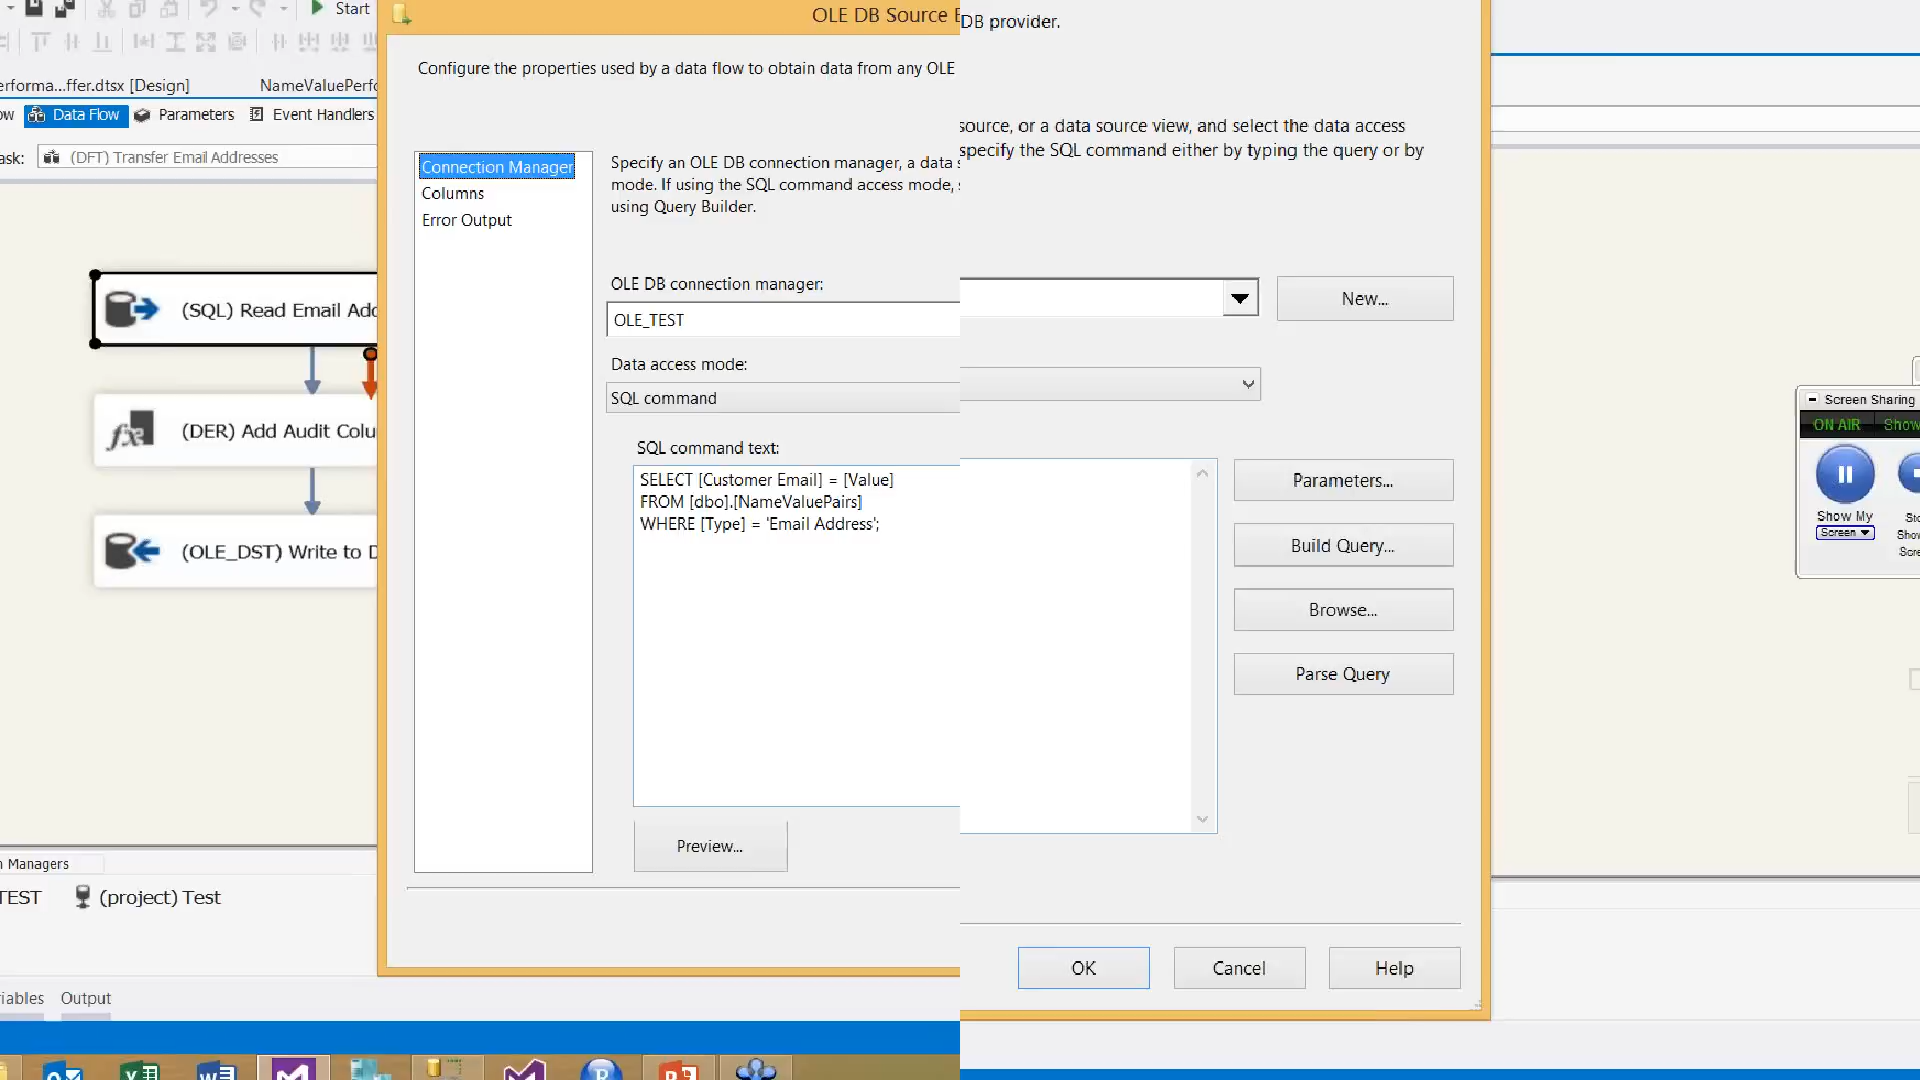 Start
OLE DB Source
DB provider.
Configure the properties used by a data flow to obtain data from any OLE
erforma...ffer.dtsx [Design]
NameValuePerfo
ow
Data Flow
Parameters
Event Handlers
ask:
(DFT) Transfer Email Addresses
source, or a data source view, and select the data access
specify the SQL command either by typing the query or by
Connection Manager
Columns
Error Output
Specify an OLE DB connection manager, a data s
mode. If using the SQL command access mode, s
using Query Builder.
OLE DB connection manager:
OLE_TEST
New...
Data access mode:
SQL command
SQL command text:
SELECT [Customer Email] = [Value]
FROM [dbo].[NameValuePairs]
WHERE [Type] = 'Email Address';
Parameters...
Build Query...
Browse...
Parse Query
Preview...
OK
Cancel
Help
(SQL) Read Email Add
(DER) Add Audit Colu
(OLE_DST) Write to D
n Managers
TEST
(project) Test
iables
Output
Screen Sharing
ON AIR
Show
Show My
Screen
Sto
Show
Scre